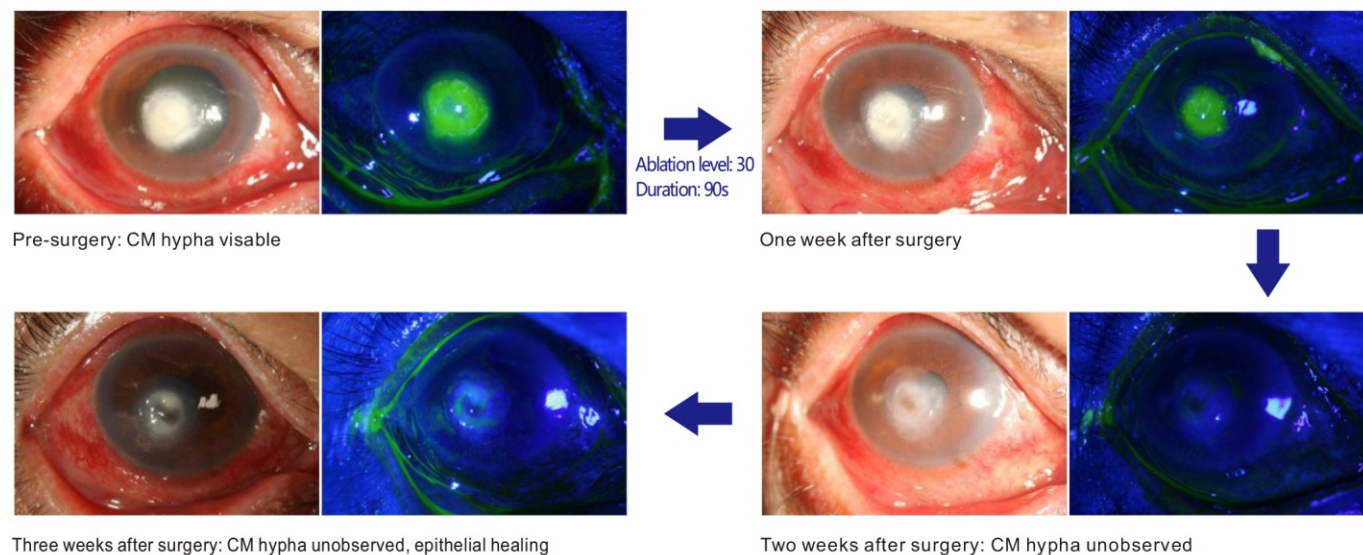 Pre-surgery: CM hypha visable
Ablation level: 30
Duration: 90s
One week after surgery
Two weeks after surgery: CM hypha unobserved
Three weeks after surgery: CM hypha unobserved, epithelial healing